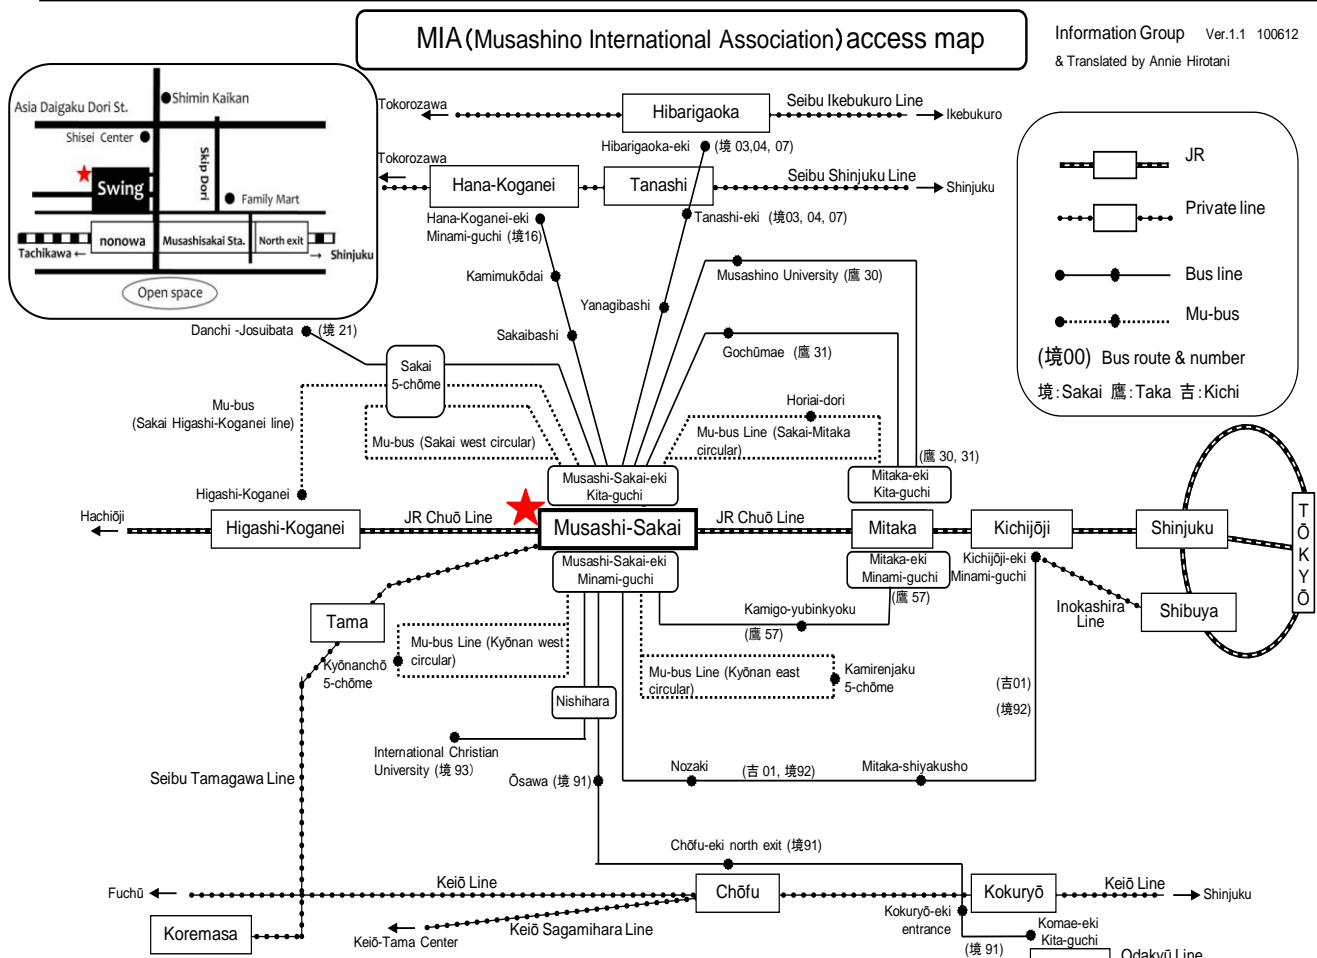 MIA(Musashino International Association)access map
Information Group Ver.1.1 100612
& Translated by Annie Hirotani
Asia Daigaku Dori St.
Shimin Kaikan
Shisei Center
Skip Dori
Swing
Family Mart
nonowa
Musashisakai Sta.
North exit
Tachikawa ←
→ Shinjuku
Open space
Tokorozawa
Hibarigaoka
Seibu Ikebukuro Line
Ikebukuro
Hibarigaoka-eki
(境 03,04, 07)
Tokorozawa
Hana-Koganei
Tanashi
Seibu Shinjuku Line
Shinjuku
Hana-Koganei-eki
Minami-guchi (境16)
Tanashi-eki (境03, 04, 07)
Kamimukōdai
Musashino University (鷹 30)
Yanagibashi
Sakaibashi
Gochūmae (鷹 31)
Danchi -Josuibata
(境 21)
Sakai
5-chōme
Mu-bus
(Sakai Higashi-Koganei line)
Mu-bus (Sakai west circular)
Horiai-dori
Mu-bus Line (Sakai-Mitaka
circular)
(鷹 30, 31)
JR
Private line
Bus line
Mu-bus
(境00) Bus route & number
境:Sakai 鷹:Taka 吉:Kichi
Musashi-Sakai-eki
Kita-guchi
Mitaka-eki
Kita-guchi
Higashi-Koganei
Hachiōji
Higashi-Koganei
JR Chuō Line
Musashi-Sakai
JR Chuō Line
Mitaka
Kichijōji
Shinjuku
TŌKYŌ
Musashi-Sakai-eki
Minami-guchi
Mitaka-eki
Minami-guchi
Kichijōji-eki
Minami-guchi
(鷹 57)
Inokashira
Line
Shibuya
Tama
Kamigo-yubinkyoku
(鷹 57)
Mu-bus Line (Kyōnan west
circular)
Kyōnanchō
5-chōme
Mu-bus Line (Kyōnan east
circular)
Kamirenjaku
5-chōme
(吉01)
(境92)
Nishihara
International Christian
University (境 93)
Seibu Tamagawa Line
Ōsawa (境 91)
Nozaki
(吉 01, 境92)
Mitaka-shiyakusho
Chōfu-eki north exit (境91)
Fuchū
Keiō Line
Chōfu
Kokuryō
Keiō Line
Shinjuku
Koremasa
Keiō-Tama Center
Keiō Sagamihara Line
Kokuryō-eki
entrance
Komae-eki
Kita-guchi
(境 91)
Odakyū Line